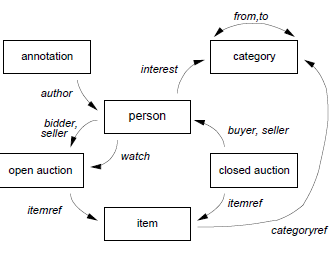 from,to
annotation
category
interest
author
person
bidder,
seller
buyer, seller
watch
open auction
closed auction
itemref
itemref
item
categoryref